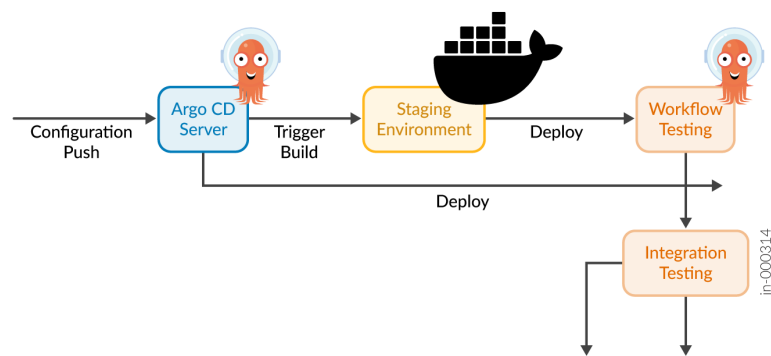 Argo CD
Server
Staging
Environment
Workflow
Testing
Configuration
Push
Trigger
Build
Deploy
Deploy
Integration
Testing
in-000314